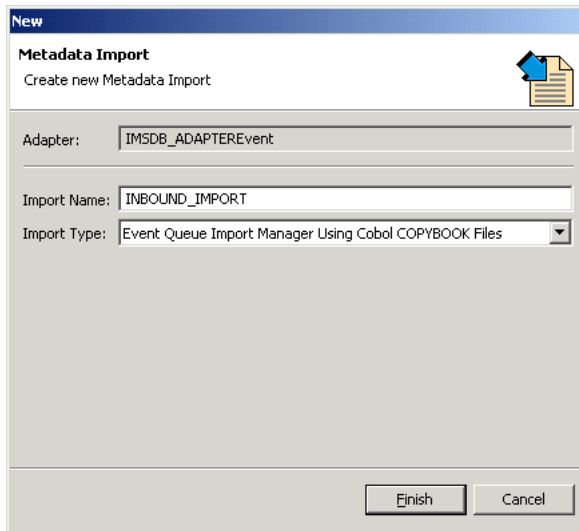 New
Metadata Import
Create new Metadata Import
Adapter: IMSDB_ADAPTEREvent
Import Name: INBOUND_IMPORT
Import Type: Event Queue Import Manager Using Cobol COPYBOOK Files
Finish Cancel